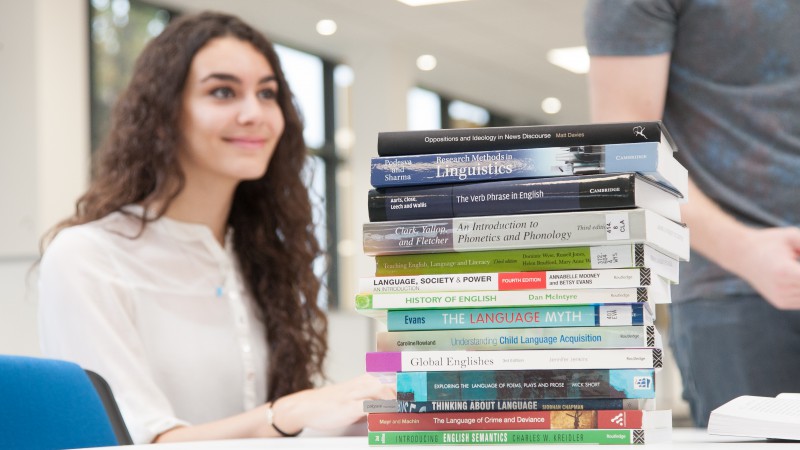 Oppositions and Ideology in News Discourse Matt Davies
Podesva and Sharma Research Methods in Linguistics CAMBRIDGE
Aarts, Close, Leech and Wallis The Verb Phrase in English CAMBRIDGE
Clark, Yallop and Fletcher An Introduction to Phonetics and Phonology Third edition
Teaching English, Language and Literacy
LANGUAGE, SOCIETY & POWER AN INTRODUCTION FOURTH EDITION ANNABELLE MOONEY AND BETSY EVANS Routledge
HISTORY OF ENGLISH Dan McIntyre Routledge
Evans THE LANGUAGE MYTH
Caroline Rowland Understanding Child Language Acquisition Routledge
Global Englishes Routledge
EXPLORING THE LANGUAGE OF POEMS, PLAYS AND PROSE MICK SHORT
THINKING ABOUT LANGUAGE SIOBHAN CHAPMAN
Marr and Machin The Language of Crime and Deviance
INTRODUCING ENGLISH SEMANTICS CHARLES W. KREIDLER Routledge